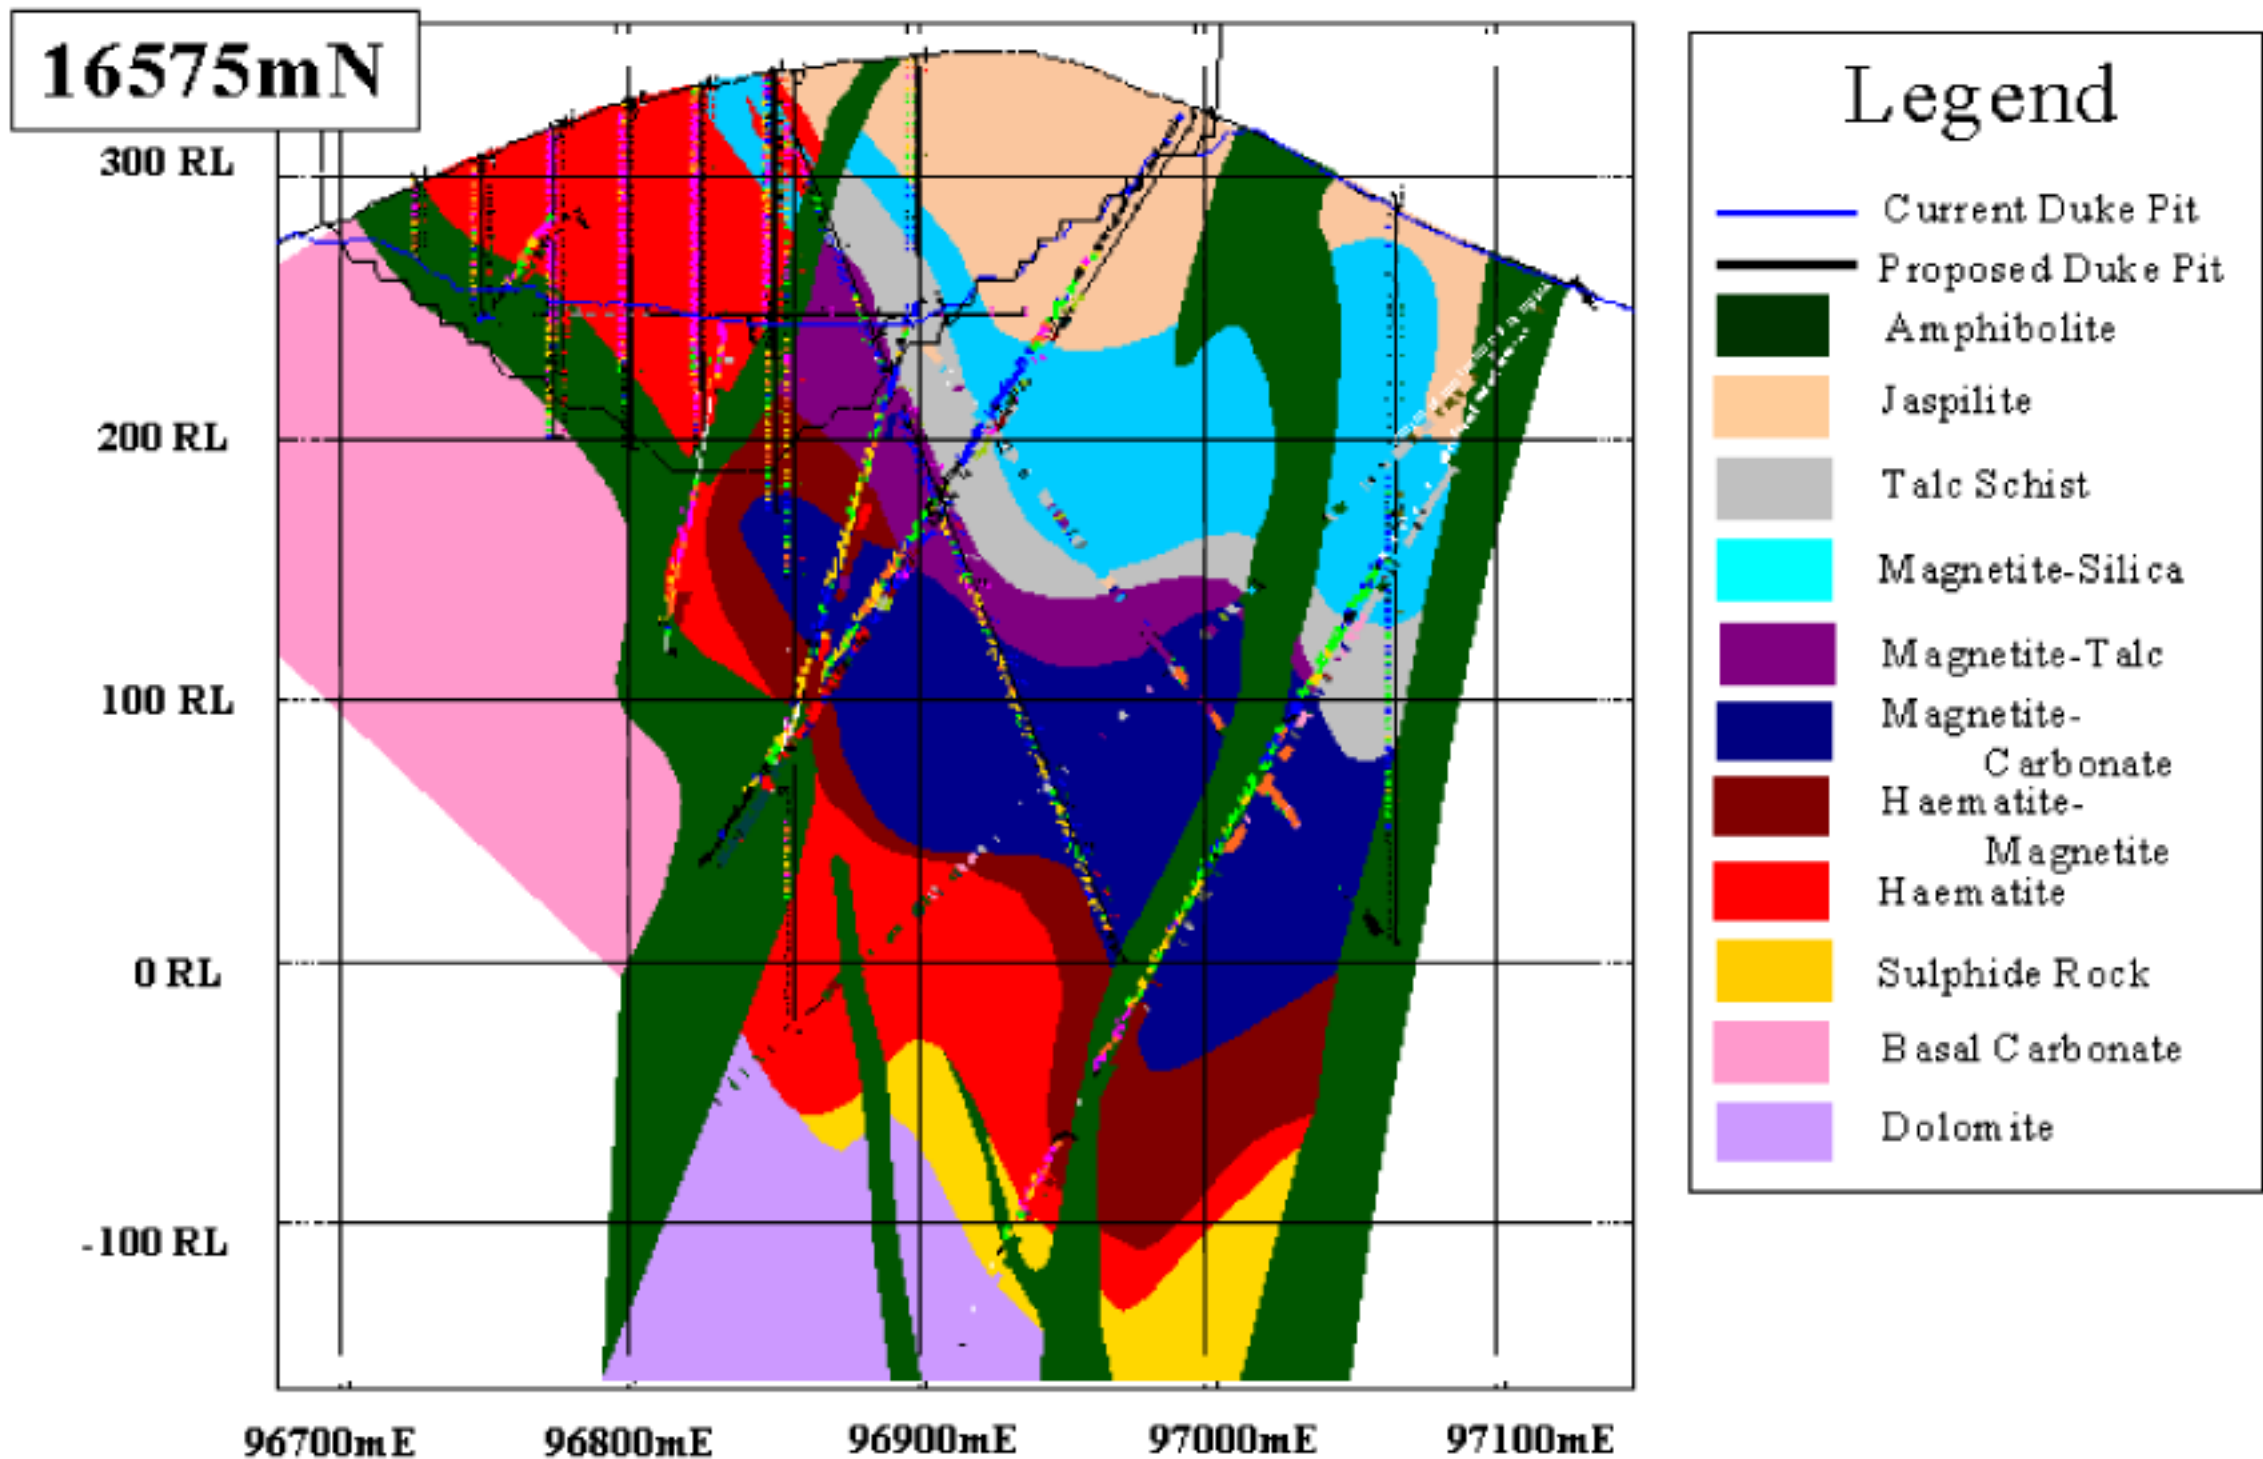 16575mN
300 RL
200 RL
100 RL
0 RL
-100 RL
96700mE 96800mE 96900mE 97000mE 97100mE
Legend
Current Duke Pit
Proposed Duke Pit
Amphibolite
Jaspilite
Talc Schist
Magnetite-Silica
Magnetite-Talc
Magnetite-
Carbonate
Haematite-
Magnetite
Haematite
Sulphide Rock
Basal Carbonate
Dolomite